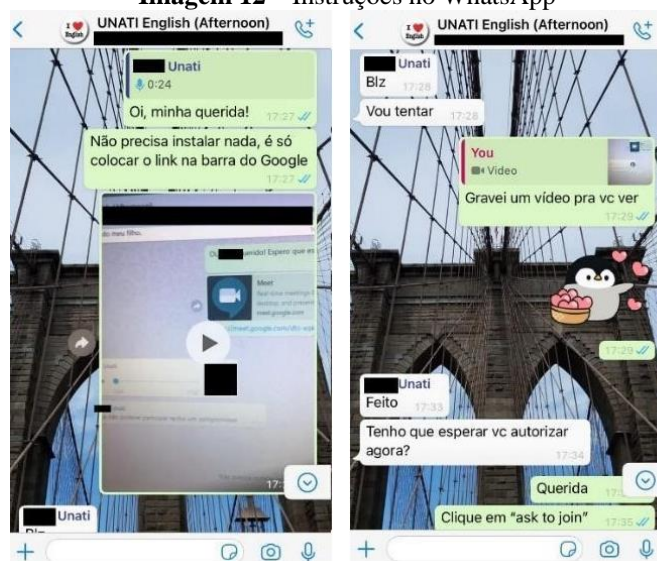 Imagem 12 – Instruções no WhatsApp
UNATI English (Afternoon)
Unati
0:24
Oi, minha querida! 17:27
Não precisa instalar nada, é só
colocar o link na barra do Google
17:27
do meu filho.
Meet
meet.google.com
Unati
UNATI English (Afternoon)
Unati
Blz 17:28
Vou tentar 17:28
You
Video
Gravei um vídeo pra vc ver
17:29
17:29
Unati
Feito 17:33
Tenho que esperar vc autorizar
agora? 17:34
Querida
Clique em “ask to join” 17:35